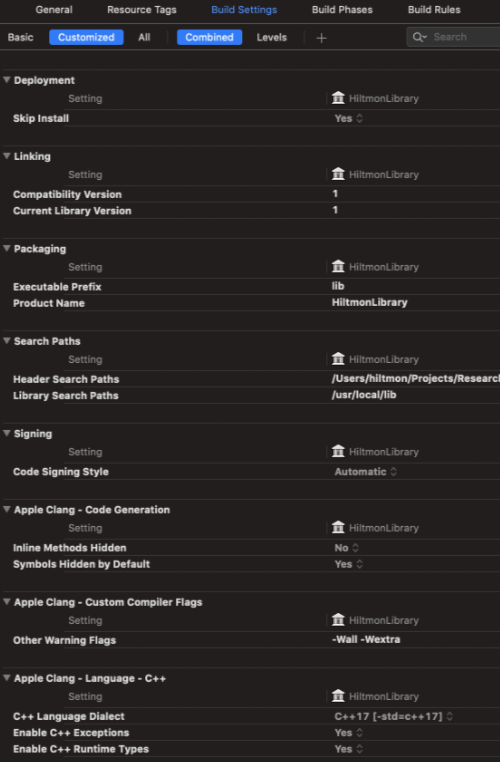 General Resource Tags Build Settings Build Phases Build Rules
Basic Customized All Combined Levels + Search
Deployment
Setting HiltmonLibrary
Skip Install Yes
Linking
Setting HiltmonLibrary
Compatibility Version 1
Current Library Version 1
Packaging
Setting HiltmonLibrary
Executable Prefix lib
Product Name HiltmonLibrary
Search Paths
Setting HiltmonLibrary
Header Search Paths /Users/hiltmon/Projects/Research
Library Search Paths /usr/local/lib
Signing
Setting HiltmonLibrary
Code Signing Style Automatic
Apple Clang - Code Generation
Setting HiltmonLibrary
Inline Methods Hidden No
Symbols Hidden by Default Yes
Apple Clang - Custom Compiler Flags
Setting HiltmonLibrary
Other Warning Flags -Wall -Wextra
Apple Clang - Language - C++
Setting HiltmonLibrary
C++ Language Dialect C++17 [-std=c++17]
Enable C++ Exceptions Yes
Enable C++ Runtime Types Yes